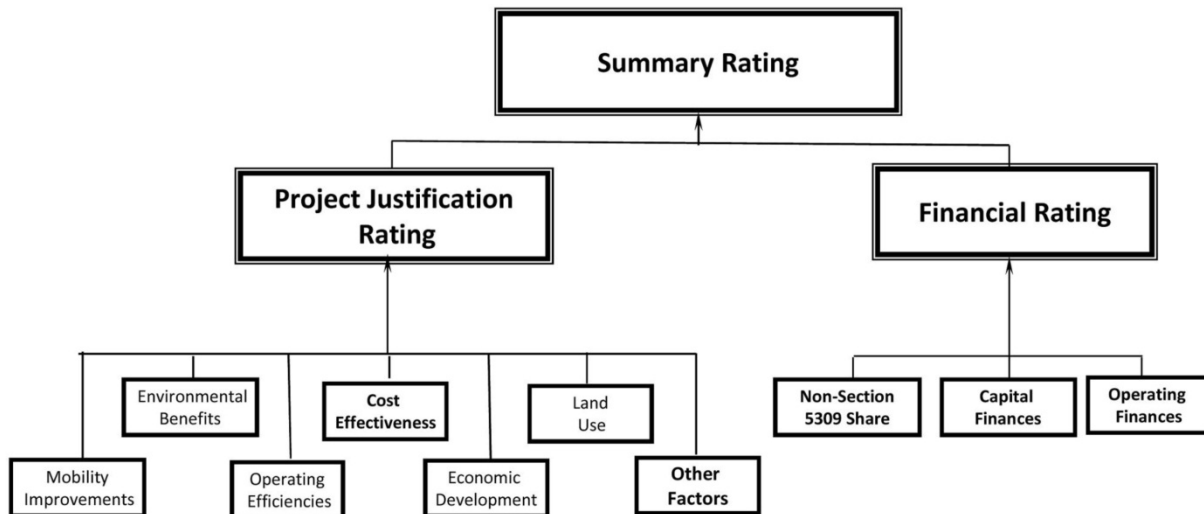 Summary Rating
Project Justification
Rating
Financial Rating
Environmental
Benefits
Cost
Effectiveness
Land
Use
Non-Section
5309 Share
Capital
Finances
Operating
Finances
Mobility
Improvements
Operating
Efficiencies
Economic
Development
Other
Factors